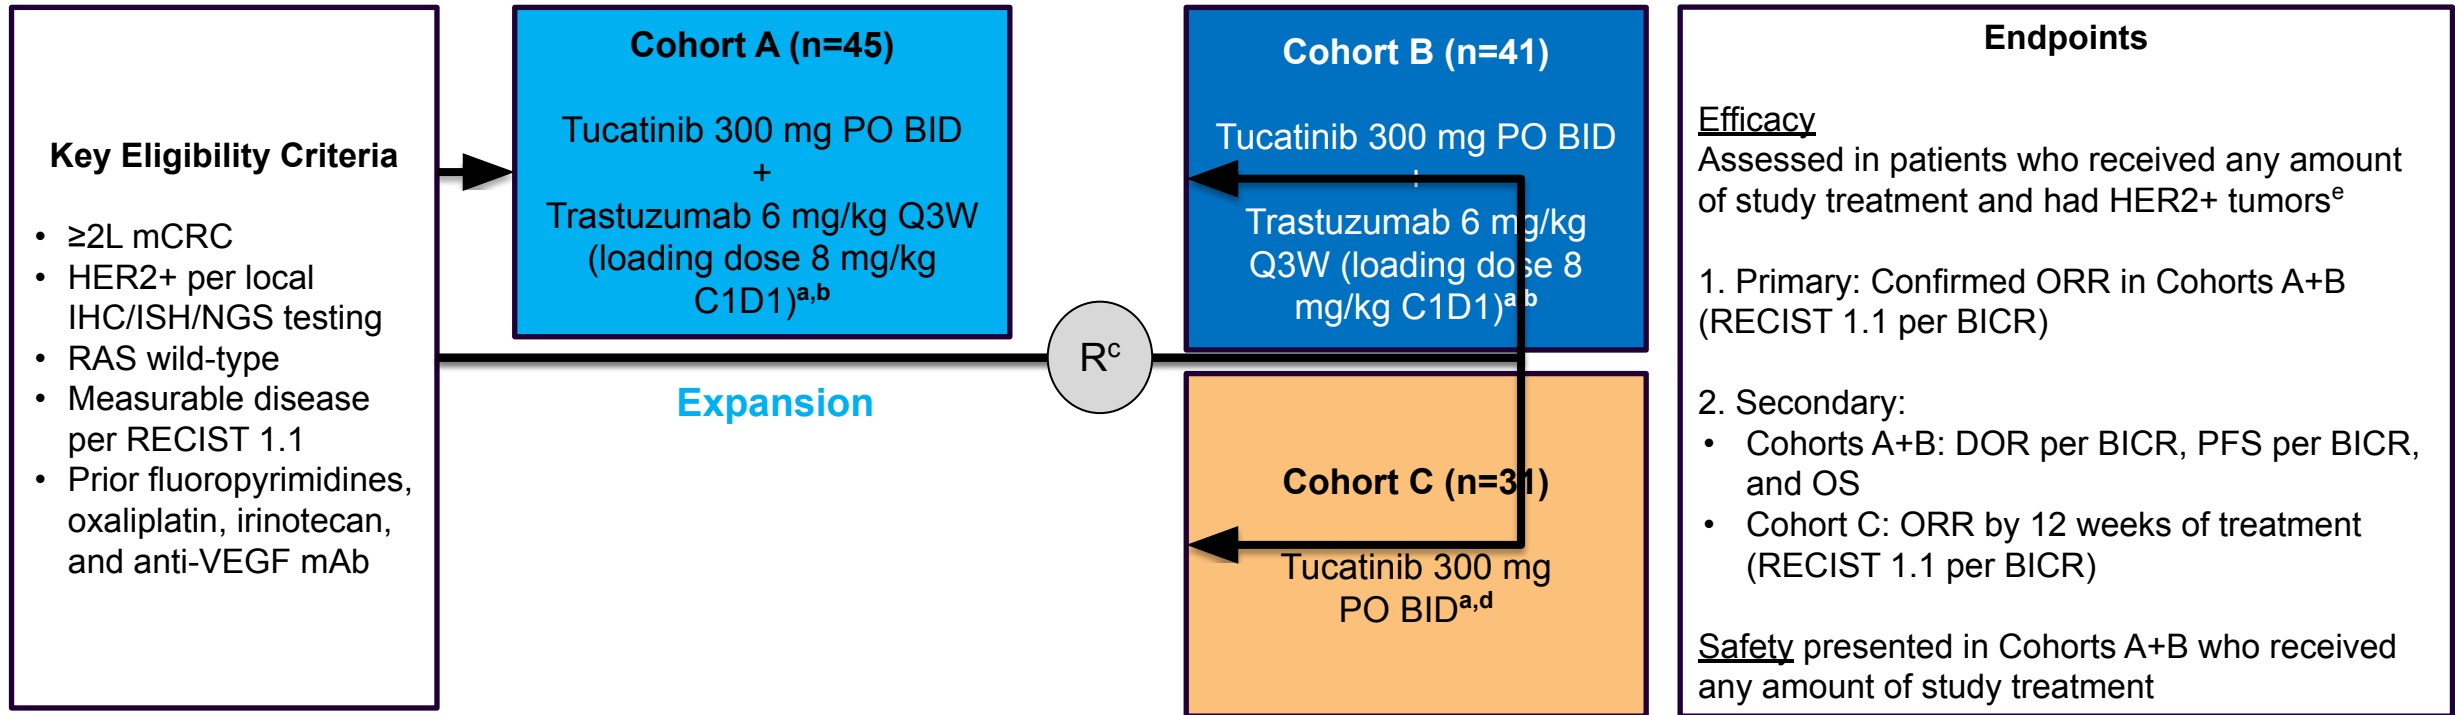 Key Eligibility Criteria
• ≥2L mCRC
• HER2+ per local
IHC/ISH/NGS testing
• RAS wild-type
• Measurable disease
per RECIST 1.1
• Prior fluoropyrimidines,
oxaliplatin, irinotecan,
and anti-VEGF mAb
Cohort A (n=45)
Tucatinib 300 mg PO BID
+
Trastuzumab 6 mg/kg Q3W
(loading dose 8 mg/kg
C1D1)a,b
Expansion
Rc
Cohort B (n=41)
Tucatinib 300 mg PO BID
+
Trastuzumab 6 mg/kg
Q3W (loading dose 8
mg/kg C1D1)a,b
Cohort C (n=31)
Tucatinib 300 mg
PO BIDa,d
Endpoints
Efficacy
Assessed in patients who received any amount
of study treatment and had HER2+ tumorse
1. Primary: Confirmed ORR in Cohorts A+B
(RECIST 1.1 per BICR)
2. Secondary:
• Cohorts A+B: DOR per BICR, PFS per BICR,
and OS
• Cohort C: ORR by 12 weeks of treatment
(RECIST 1.1 per BICR)
Safety presented in Cohorts A+B who received
any amount of study treatment